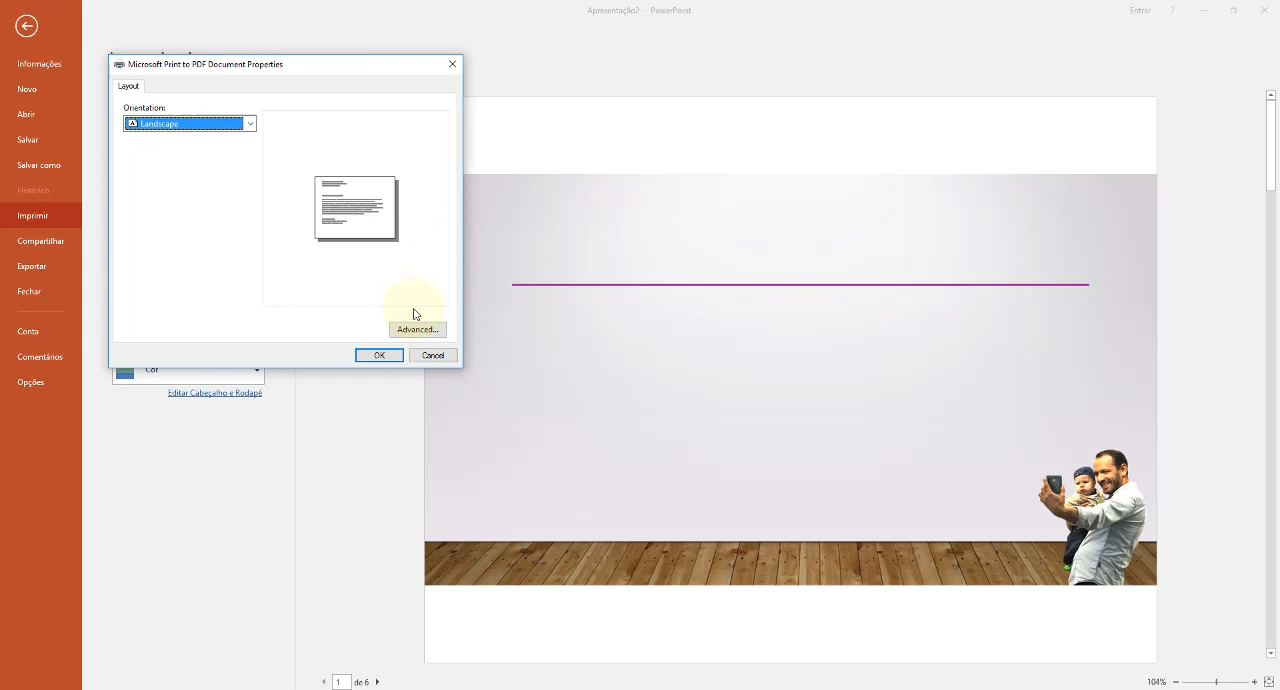 Apresentação2 - PowerPoint
Entrar
?
Informações
Novo
Abrir
Salvar
Salvar como
Histórico
Imprimir
Compartilhar
Exportar
Fechar
Conta
Comentários
Opções
Microsoft Print to PDF Document Properties
Layout
Orientation:
Landscape
Advanced...
OK
Cancel
Cor
Editar Cabeçalho e Rodapé
1 de 6
104%